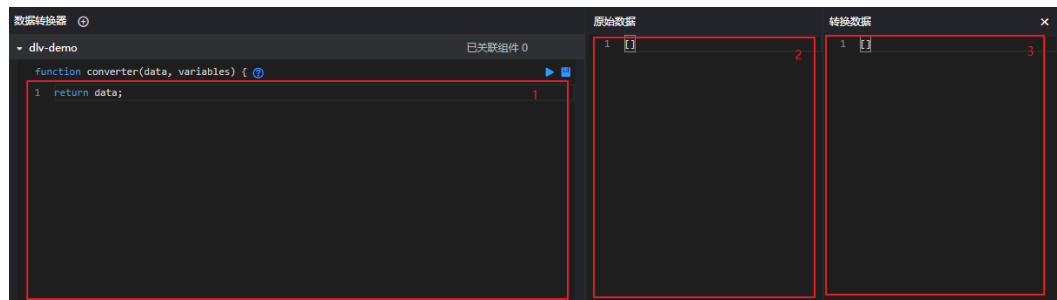 数据转换器
dlv-demo 已关联组件 0
function converter(data, variables) { ?
1 return data;
1
原始数据
1 []
2
转换数据 ×
1 []
3